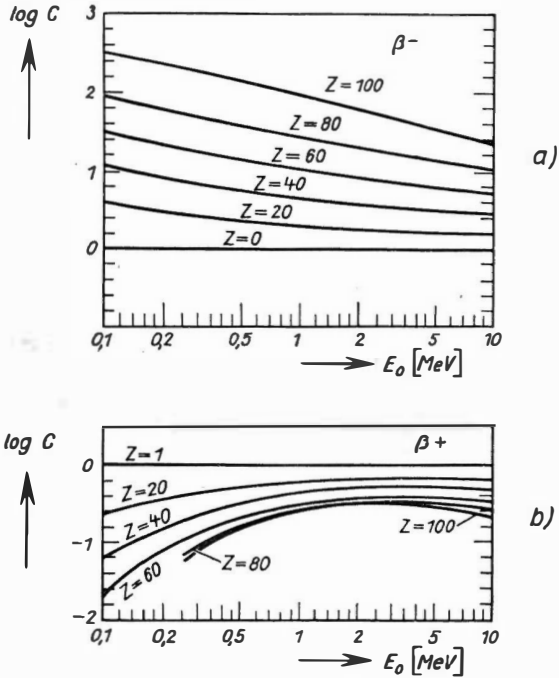 log C
3
2
1
0
β−
Z=100
Z=80
Z=60
Z=40
Z=20
Z=0
a)
0,1 0,2 0,5 1 2 5 10
E₀ [MeV]
log C
0
-1
-2
β+
Z=1
Z=20
Z=40
Z=60
Z=80
Z=100
b)
0,1 0,2 0,5 1 2 5 10
E₀ [MeV]